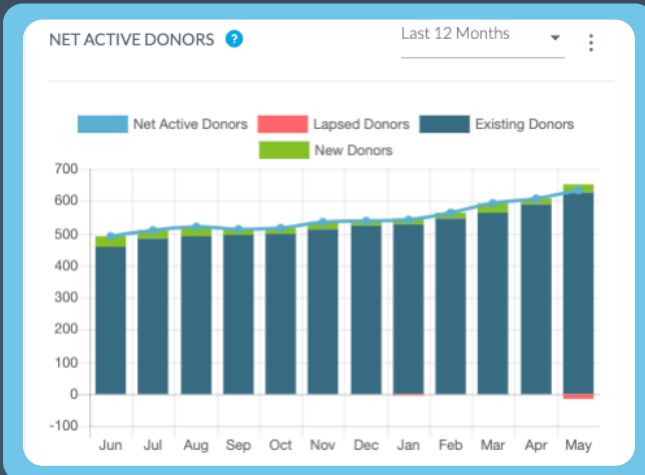 NET ACTIVE DONORS ?
Last 12 Months
Net Active Donors Lapsed Donors Existing Donors
New Donors
700
600
500
400
300
200
100
0
-100
Jun Jul Aug Sep Oct Nov Dec Jan Feb Mar Apr May